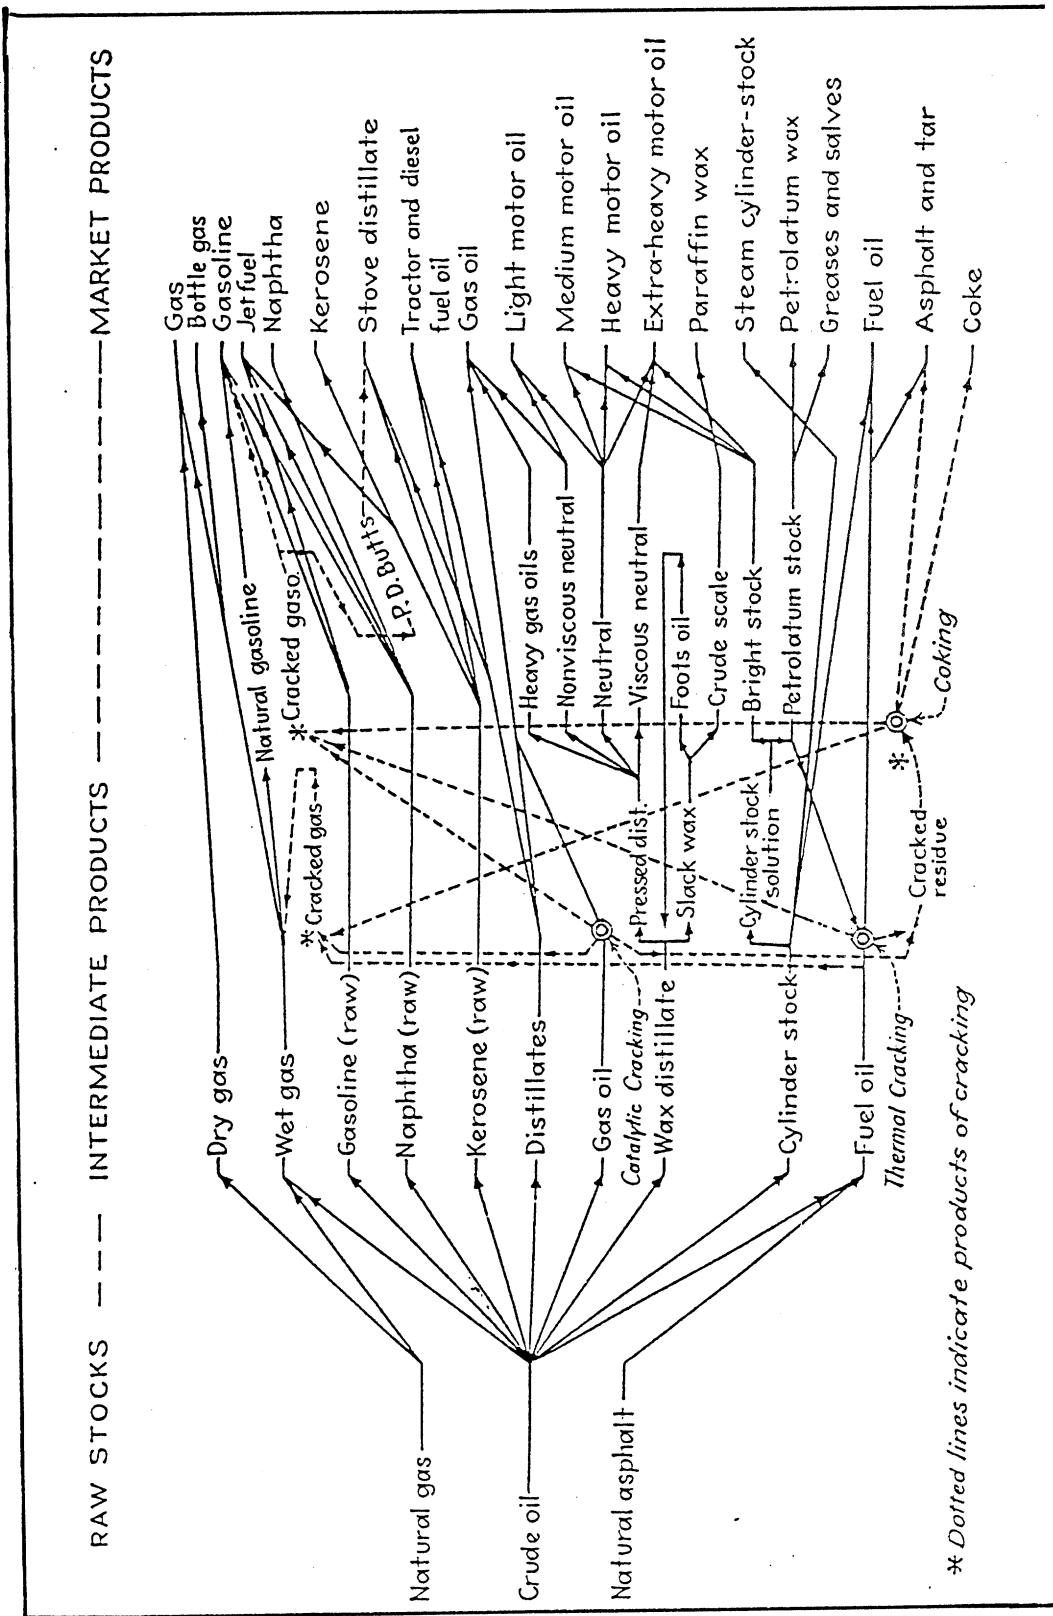 RAW STOCKS — — — INTERMEDIATE PRODUCTS — — — — — — — — MARKET PRODUCTS
Natural gas
Crude oil
Natural asphalt
Dry gas
Wet gas
Gasoline (raw)
Naphtha (raw)
Kerosene (raw)
Distillates
Gas oil
Catalytic Cracking
Wax distillate
Cylinder stock
Fuel oil
Thermal Cracking
* Cracked gas
Pressed dist.
Slack wax
Cylinder stock
solution
Cracked
residue
Natural gasoline
* Cracked gaso.
P. D. Butts
Heavy gas oils
Nonviscous neutral
Neutral
Viscous neutral
Foots oil
Crude scale
Bright stock
Petrolatum stock
*
Coking
Gas
Bottle gas
Gasoline
Jet fuel
Naphtha
Kerosene
Stove distillate
Tractor and diesel
fuel oil
Gas oil
Light motor oil
Medium motor oil
Heavy motor oil
Extra-heavy motor oil
Paraffin wax
Steam cylinder-stock
Petrolatum wax
Greases and salves
Fuel oil
Asphalt and tar
Coke
* Dotted lines indicate products of cracking